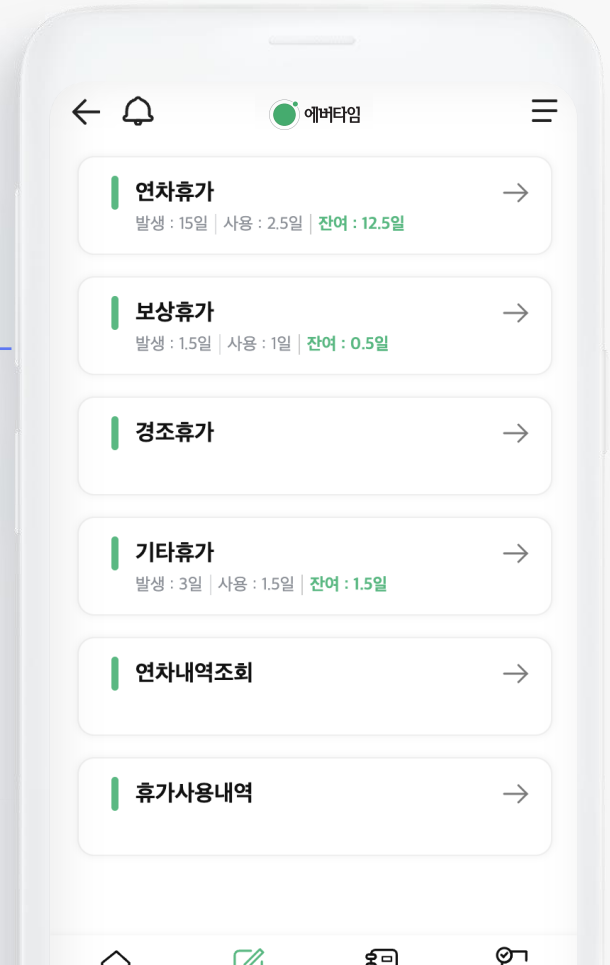 에버타임
연차휴가
발생 : 15일 | 사용 : 2.5일 | 잔여 : 12.5일
보상휴가
발생 : 1.5일 | 사용 : 1일 | 잔여 : 0.5일
경조휴가
기타휴가
발생 : 3일 | 사용 : 1.5일 | 잔여 : 1.5일
연차내역조회
휴가사용내역